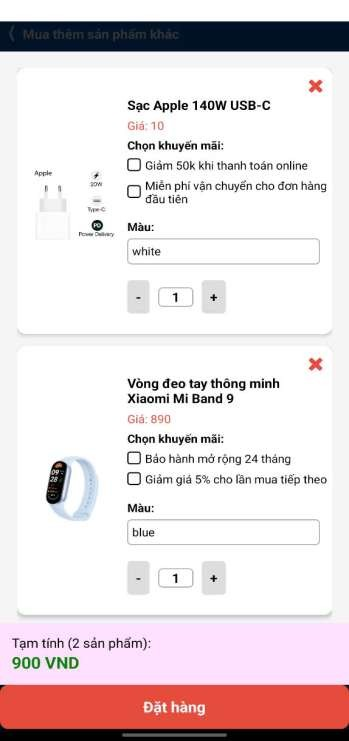 Mua thêm sản phẩm khác
Sạc Apple 140W USB-C
Giá: 10
Chọn khuyến mãi:
Giảm 50k khi thanh toán online
Miễn phí vận chuyển cho đơn hàng
đầu tiên
Apple
20W
Type-C
PD
Power Delivery
Màu:
white
-
1
+
Vòng đeo tay thông minh
Xiaomi Mi Band 9
Giá: 890
Chọn khuyến mãi:
Bảo hành mở rộng 24 tháng
Giảm giá 5% cho lần mua tiếp theo
09
28
Màu:
blue
-
1
+
Tạm tính (2 sản phẩm):
900 VND
Đặt hàng